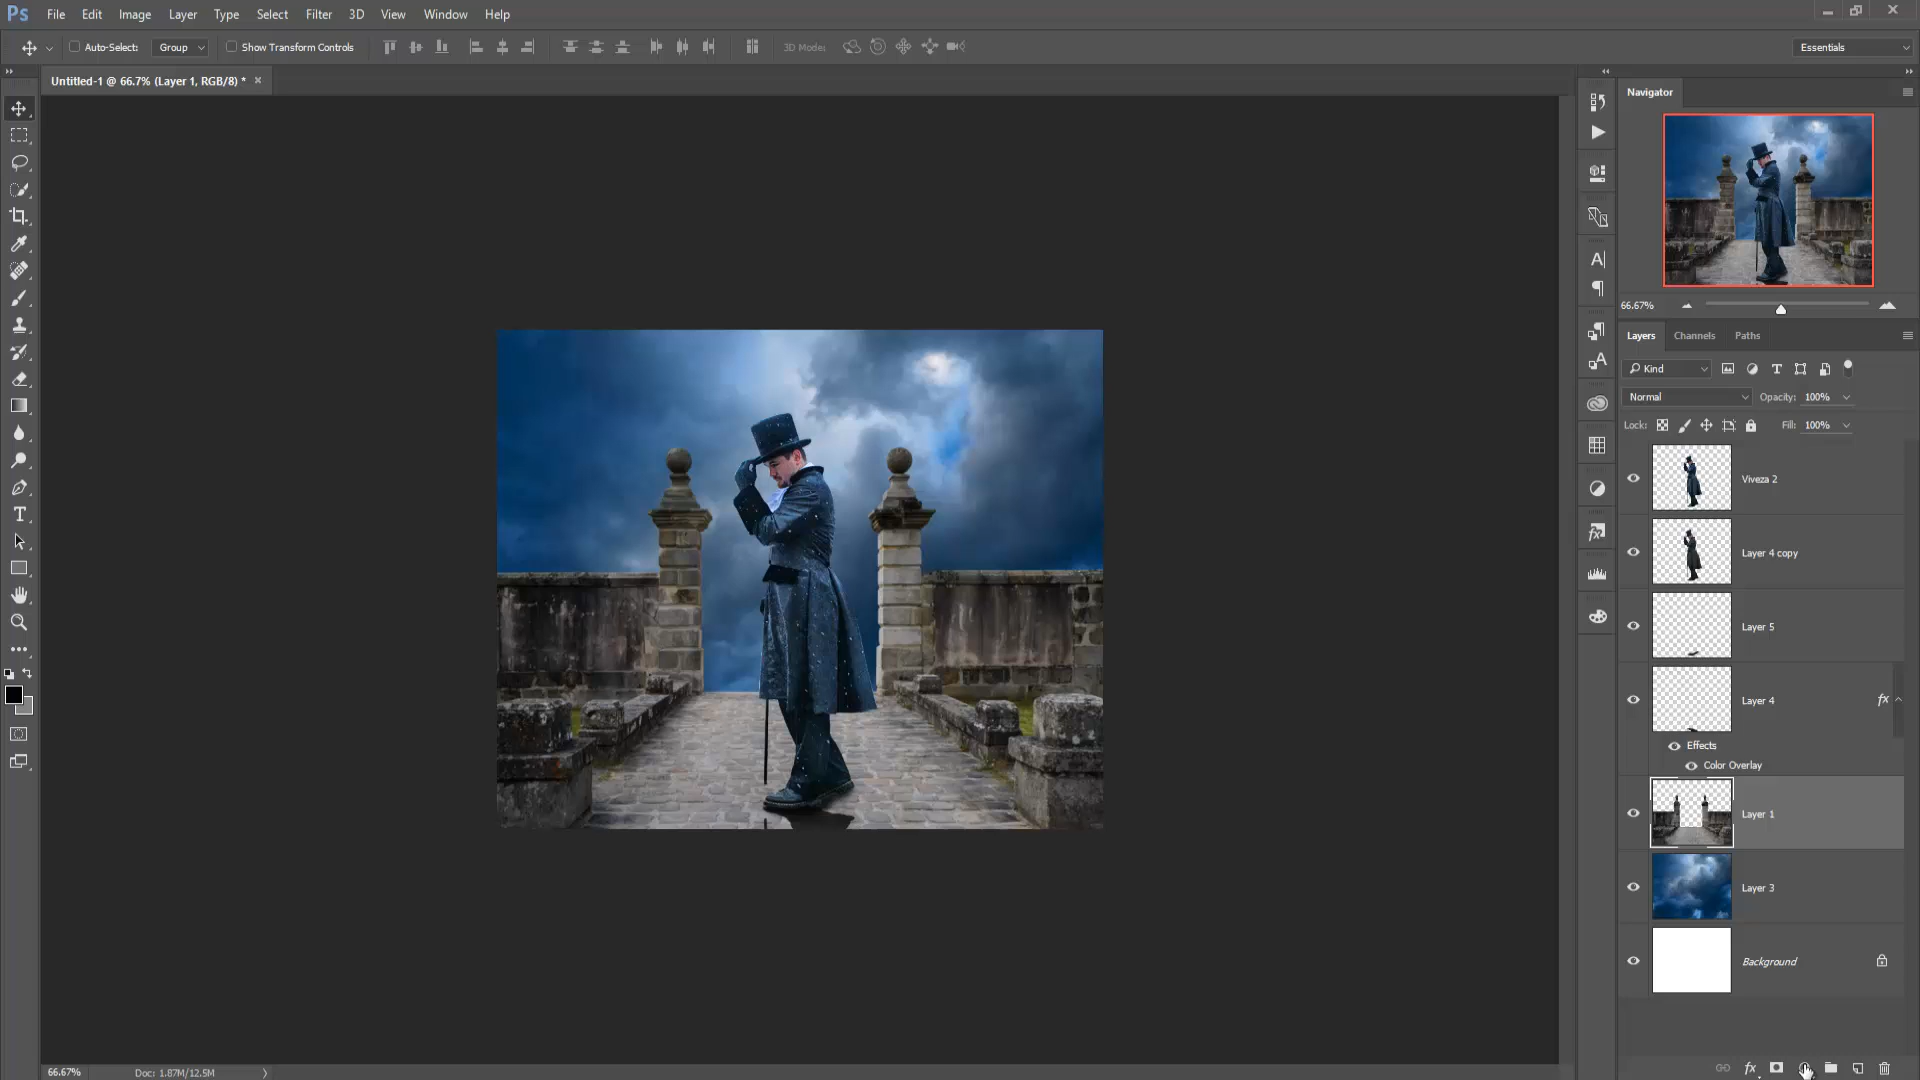 Ps File Edit Image Layer Type Select Filter 3D View Window Help
Auto-Select: Group Show Transform Controls 3D Mode: Essentials
Untitled-1 @ 66.7% (Layer 1, RGB/8) * ×
Navigator
66.67%
Layers Channels Paths
Kind
Normal Opacity: 100%
Lock: Fill: 100%
Viveza 2
Layer 4 copy
Layer 5
Layer 4 fx
Effects
Color Overlay
Layer 1
Layer 3
Background
66.67% Doc: 1.87M/12.5M
fx